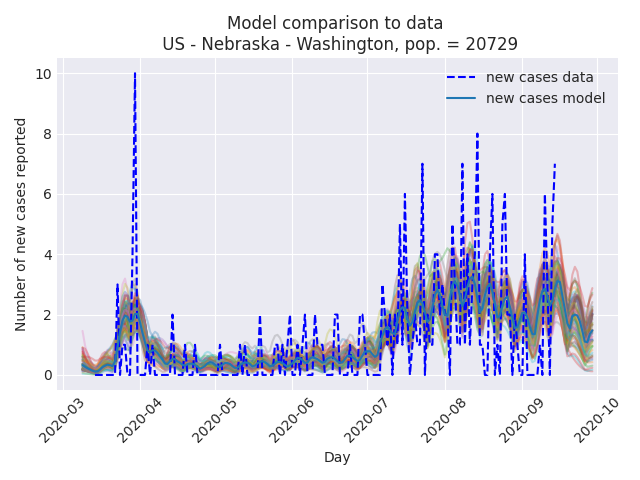 Model comparison to data
US - Nebraska - Washington, pop. = 20729
Number of new cases reported
10
8
6
4
2
0
new cases data
new cases model
2020-03
2020-04
2020-05
2020-06
2020-07
2020-08
2020-09
2020-10
Day